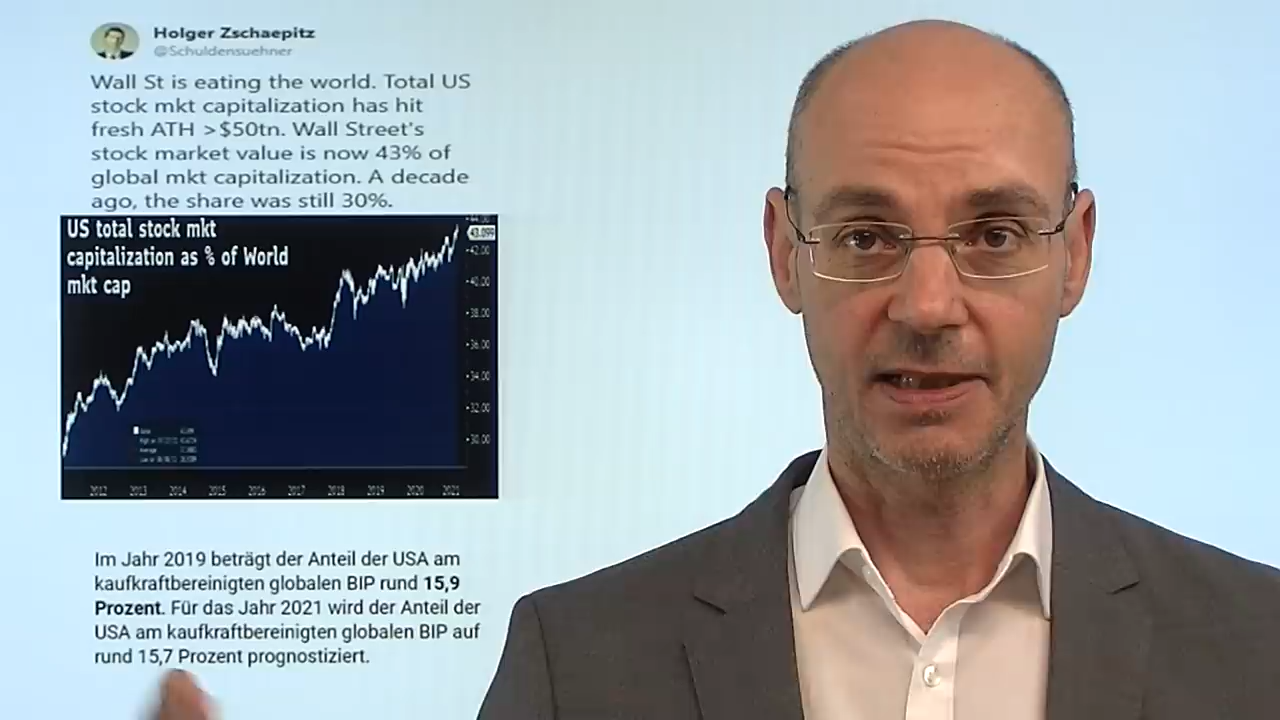 Holger Zschaepitz
@Schuldensuehner
Wall St is eating the world. Total US
stock mkt capitalization has hit
fresh ATH >$50tn. Wall Street's
stock market value is now 43% of
global mkt capitalization. A decade
ago, the share was still 30%.
US total stock mkt
capitalization as % of World
mkt cap
44.00
43.099
42.00
40.00
38.00
36.00
34.00
32.00
30.00
2012 2013 2014 2015 2016 2017 2018 2019 2020 2021
Im Jahr 2019 beträgt der Anteil der USA am
kaufkraftbereinigten globalen BIP rund 15,9
Prozent. Für das Jahr 2021 wird der Anteil der
USA am kaufkraftbereinigten globalen BIP auf
rund 15,7 Prozent prognostiziert.